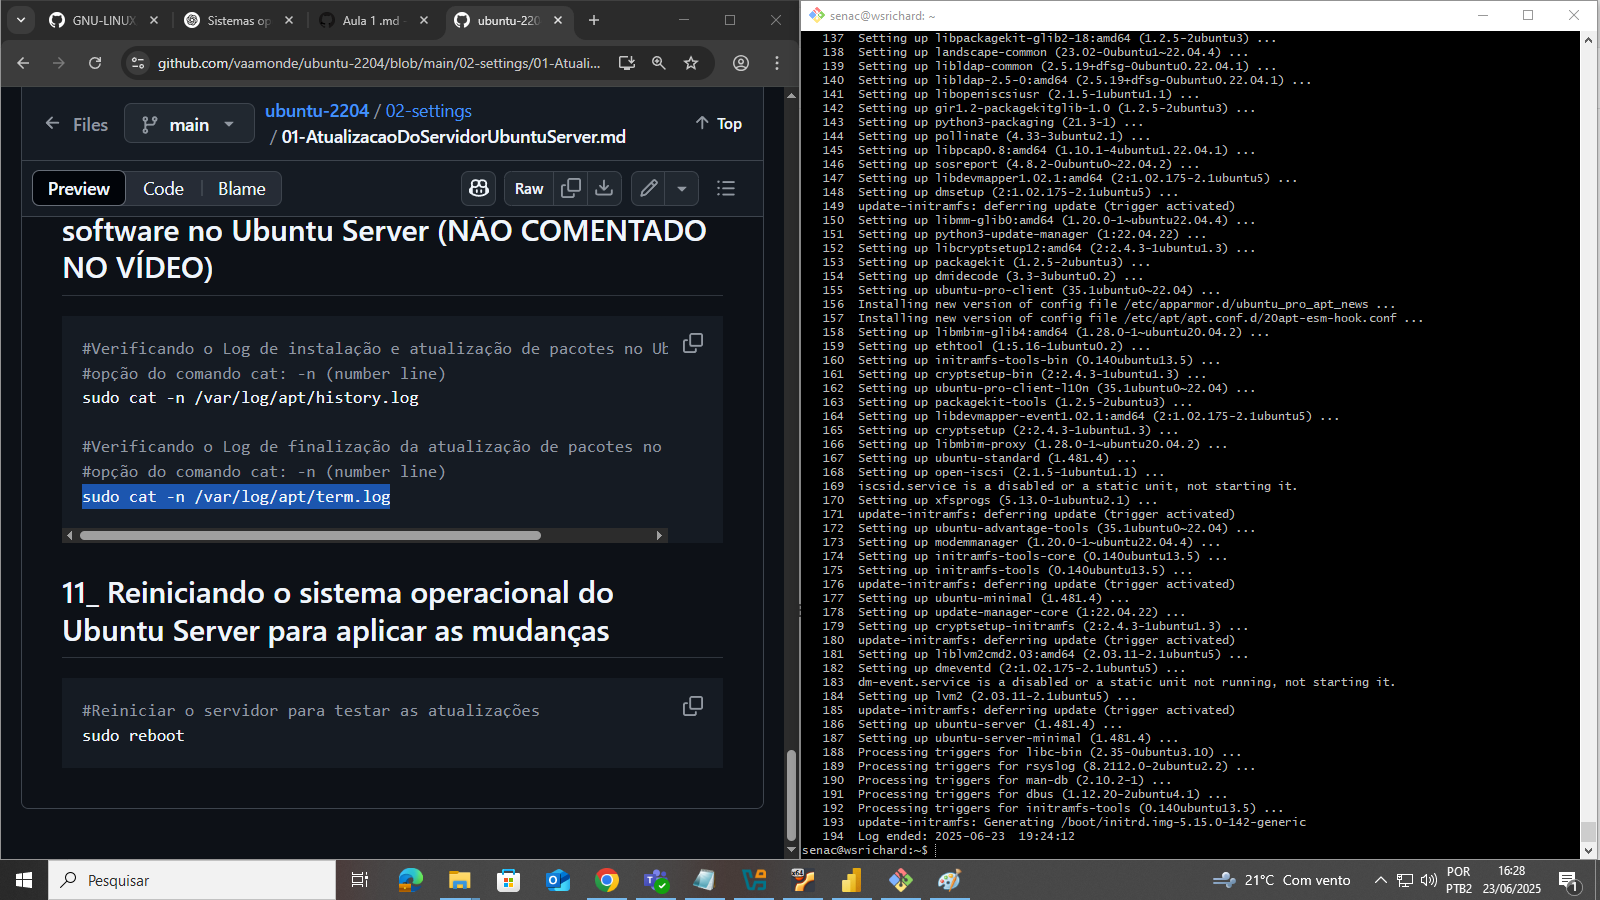 GNU-LINUX
Sistemas op
Aula 1 .md
ubuntu-220
github.com/vaamonde/ubuntu-2204/blob/main/02-settings/01-Atuali...
Files
main
ubuntu-2204 / 02-settings
/ 01-AtualizacaoDoServidorUbuntuServer.md
Top
Preview
Code
Blame
Raw
software no Ubuntu Server (NÃO COMENTADO
NO VÍDEO)
#Verificando o Log de instalação e atualização de pacotes no Ub
#opção do comando cat: -n (number line)
sudo cat -n /var/log/apt/history.log
#Verificando o Log de finalização da atualização de pacotes no
#opção do comando cat: -n (number line)
sudo cat -n /var/log/apt/term.log
11_ Reiniciando o sistema operacional do
Ubuntu Server para aplicar as mudanças
#Reiniciar o servidor para testar as atualizações
sudo reboot
senac@wsrichard: ~
137 Setting up libpackagekit-glib2-18:amd64 (1.2.5-2ubuntu3) ...
138 Setting up landscape-common (23.02-0ubuntu1~22.04.4) ...
139 Setting up libldap-common (2.5.19+dfsg-0ubuntu0.22.04.1) ...
140 Setting up libldap-2.5-0:amd64 (2.5.19+dfsg-0ubuntu0.22.04.1) ...
141 Setting up libopeniscsiusr (2.1.5-1ubuntu1.1) ...
142 Setting up gir1.2-packagekitglib-1.0 (1.2.5-2ubuntu3) ...
143 Setting up python3-packaging (21.3-1) ...
144 Setting up pollinate (4.33-3ubuntu2.1) ...
145 Setting up libpcap0.8:amd64 (1.10.1-4ubuntu1.22.04.1) ...
146 Setting up sosreport (4.8.2-0ubuntu0~22.04.2) ...
147 Setting up libdevmapper1.02.1:amd64 (2:1.02.175-2.1ubuntu5) ...
148 Setting up dmsetup (2:1.02.175-2.1ubuntu5) ...
149 update-initramfs: deferring update (trigger activated)
150 Setting up libmm-glib0:amd64 (1.20.0-1~ubuntu22.04.4) ...
151 Setting up python3-update-manager (1:22.04.22) ...
152 Setting up libcryptsetup12:amd64 (2:2.4.3-1ubuntu1.3) ...
153 Setting up packagekit (1.2.5-2ubuntu3) ...
154 Setting up dmidecode (3.3-3ubuntu0.2) ...
155 Setting up ubuntu-pro-client (35.1ubuntu0~22.04) ...
156 Installing new version of config file /etc/apparmor.d/ubuntu_pro_apt_news ...
157 Installing new version of config file /etc/apt/apt.conf.d/20apt-esm-hook.conf ...
158 Setting up libmbim-glib4:amd64 (1.28.0-1~ubuntu20.04.2) ...
159 Setting up ethtool (1:5.16-1ubuntu0.2) ...
160 Setting up initramfs-tools-bin (0.140ubuntu13.5) ...
161 Setting up cryptsetup-bin (2:2.4.3-1ubuntu1.3) ...
162 Setting up ubuntu-pro-client-l10n (35.1ubuntu0~22.04) ...
163 Setting up packagekit-tools (1.2.5-2ubuntu3) ...
164 Setting up libdevmapper-event1.02.1:amd64 (2:1.02.175-2.1ubuntu5) ...
165 Setting up cryptsetup (2:2.4.3-1ubuntu1.3) ...
166 Setting up libmbim-proxy (1.28.0-1~ubuntu20.04.2) ...
167 Setting up ubuntu-standard (1.481.4) ...
168 Setting up open-iscsi (2.1.5-1ubuntu1.1) ...
169 iscsid.service is a disabled or a static unit, not starting it.
170 Setting up xfsprogs (5.13.0-1ubuntu2.1) ...
171 update-initramfs: deferring update (trigger activated)
172 Setting up ubuntu-advantage-tools (35.1ubuntu0~22.04) ...
173 Setting up modemmanager (1.20.0-1~ubuntu22.04.4) ...
174 Setting up initramfs-tools-core (0.140ubuntu13.5) ...
175 Setting up initramfs-tools (0.140ubuntu13.5) ...
176 update-initramfs: deferring update (trigger activated)
177 Setting up ubuntu-minimal (1.481.4) ...
178 Setting up update-manager-core (1:22.04.22) ...
179 Setting up cryptsetup-initramfs (2:2.4.3-1ubuntu1.3) ...
180 update-initramfs: deferring update (trigger activated)
181 Setting up liblvm2cmd2.03:amd64 (2.03.11-2.1ubuntu5) ...
182 Setting up dmeventd (2:1.02.175-2.1ubuntu5) ...
183 dm-event.service is a disabled or a static unit not running, not starting it.
184 Setting up lvm2 (2.03.11-2.1ubuntu5) ...
185 update-initramfs: deferring update (trigger activated)
186 Setting up ubuntu-server (1.481.4) ...
187 Setting up ubuntu-server-minimal (1.481.4) ...
188 Processing triggers for libc-bin (2.35-0ubuntu3.10) ...
189 Processing triggers for rsyslog (8.2112.0-2ubuntu2.2) ...
190 Processing triggers for man-db (2.10.2-1) ...
191 Processing triggers for dbus (1.12.20-2ubuntu4.1) ...
192 Processing triggers for initramfs-tools (0.140ubuntu13.5) ...
193 update-initramfs: Generating /boot/initrd.img-5.15.0-142-generic
194 Log ended: 2025-06-23  19:24:12
senac@wsrichard:~$
Pesquisar
21°C Com vento
POR
PTB2
16:28
23/06/2025
1